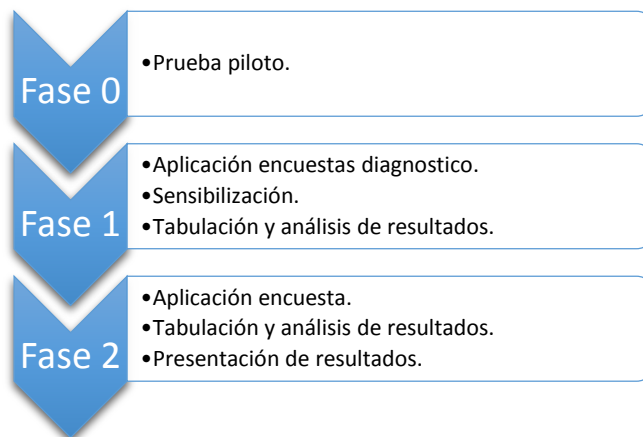 Fase 0
•Prueba piloto.
Fase 1
•Aplicación encuestas diagnostico.
•Sensibilización.
•Tabulación y análisis de resultados.
Fase 2
•Aplicación encuesta.
•Tabulación y análisis de resultados.
•Presentación de resultados.